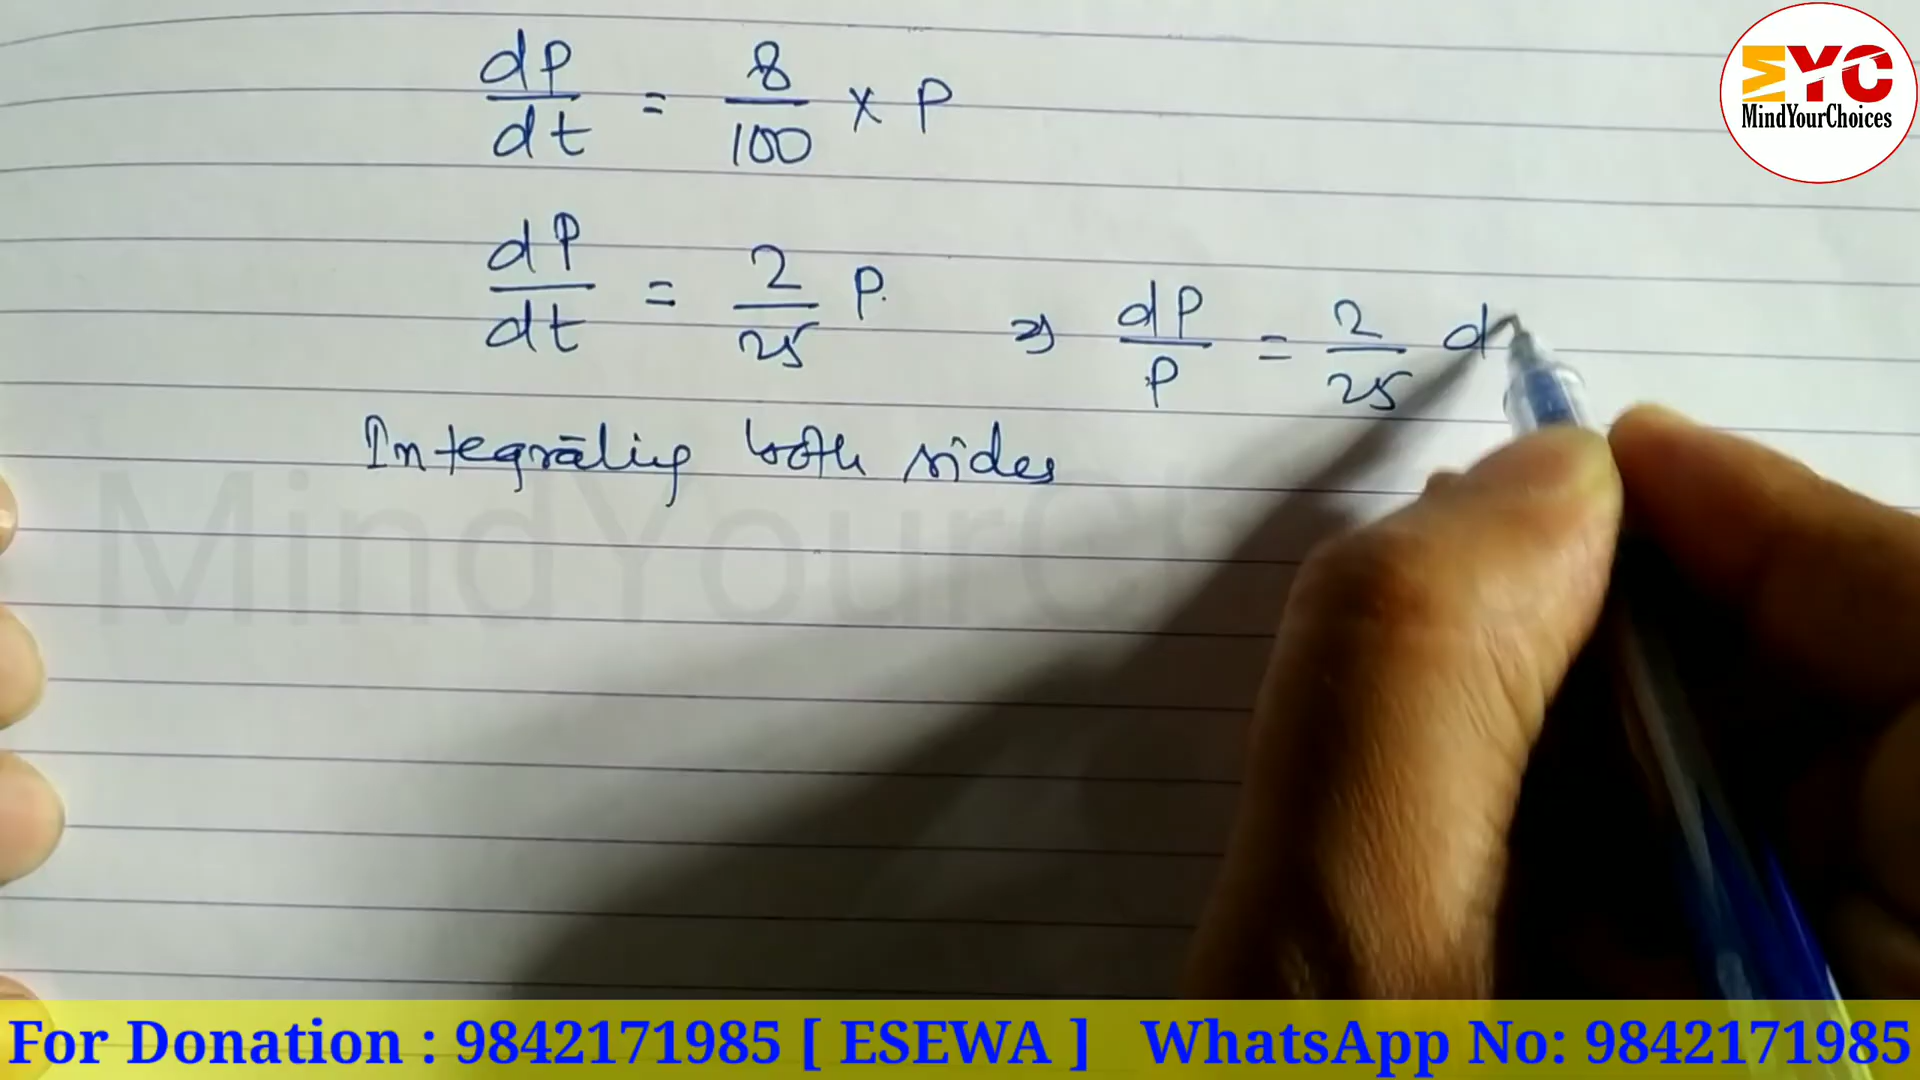 MYC
MindYourChoices
dP/dt = 8/100 × P
dP/dt = 2/25 P. ⇒ dP/P = 2/25 d
Integrating both sides
MindYourC
For Donation : 9842171985 [ ESEWA ] WhatsApp No: 9842171985